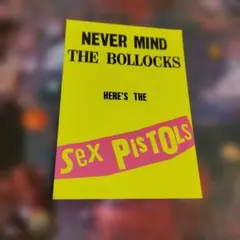 NEVER MIND
THE BOLLOCKS
HERE'S THE
Sex PiSTOLS